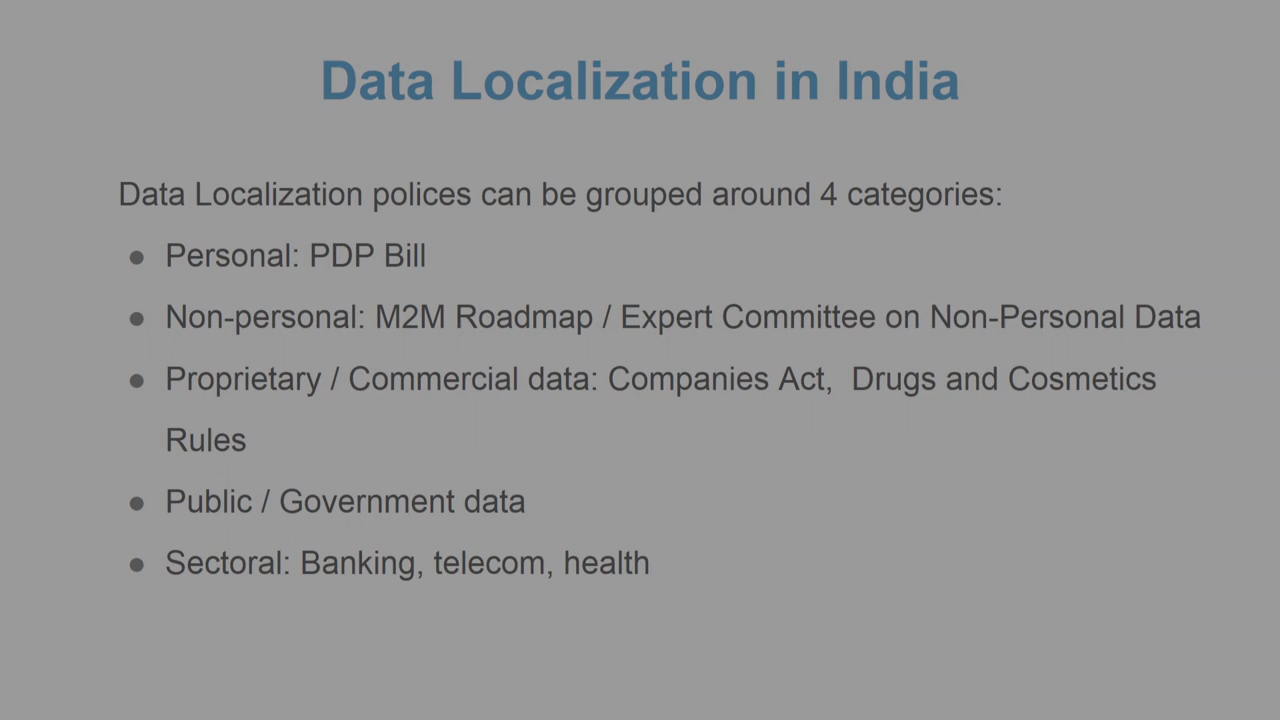 Data Localization in India
Data Localization polices can be grouped around 4 categories:
● Personal: PDP Bill
● Non-personal: M2M Roadmap / Expert Committee on Non-Personal Data
● Proprietary / Commercial data: Companies Act,  Drugs and Cosmetics
Rules
● Public / Government data
● Sectoral: Banking, telecom, health